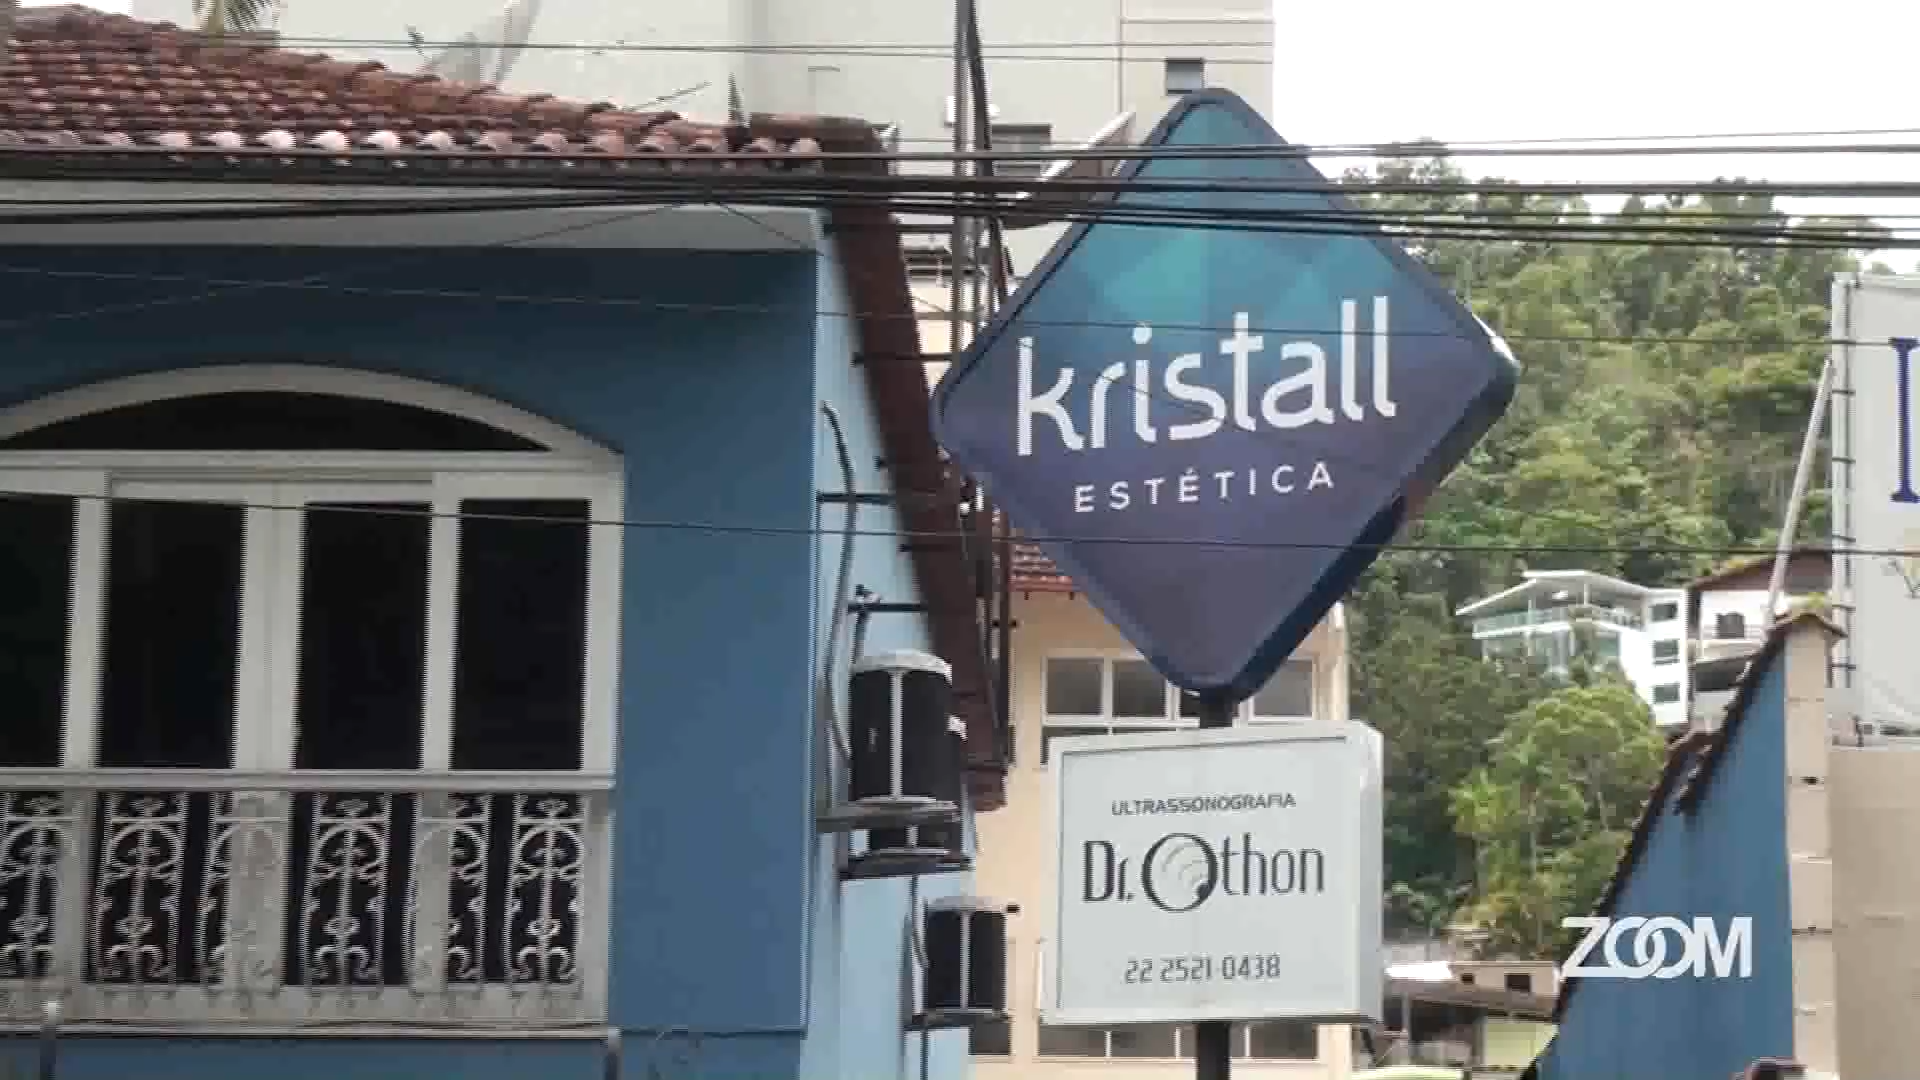 kristall
ESTÉTICA
ULTRASSONOGRAFIA
Dr. Othon
22 2521-0438
ZOOM